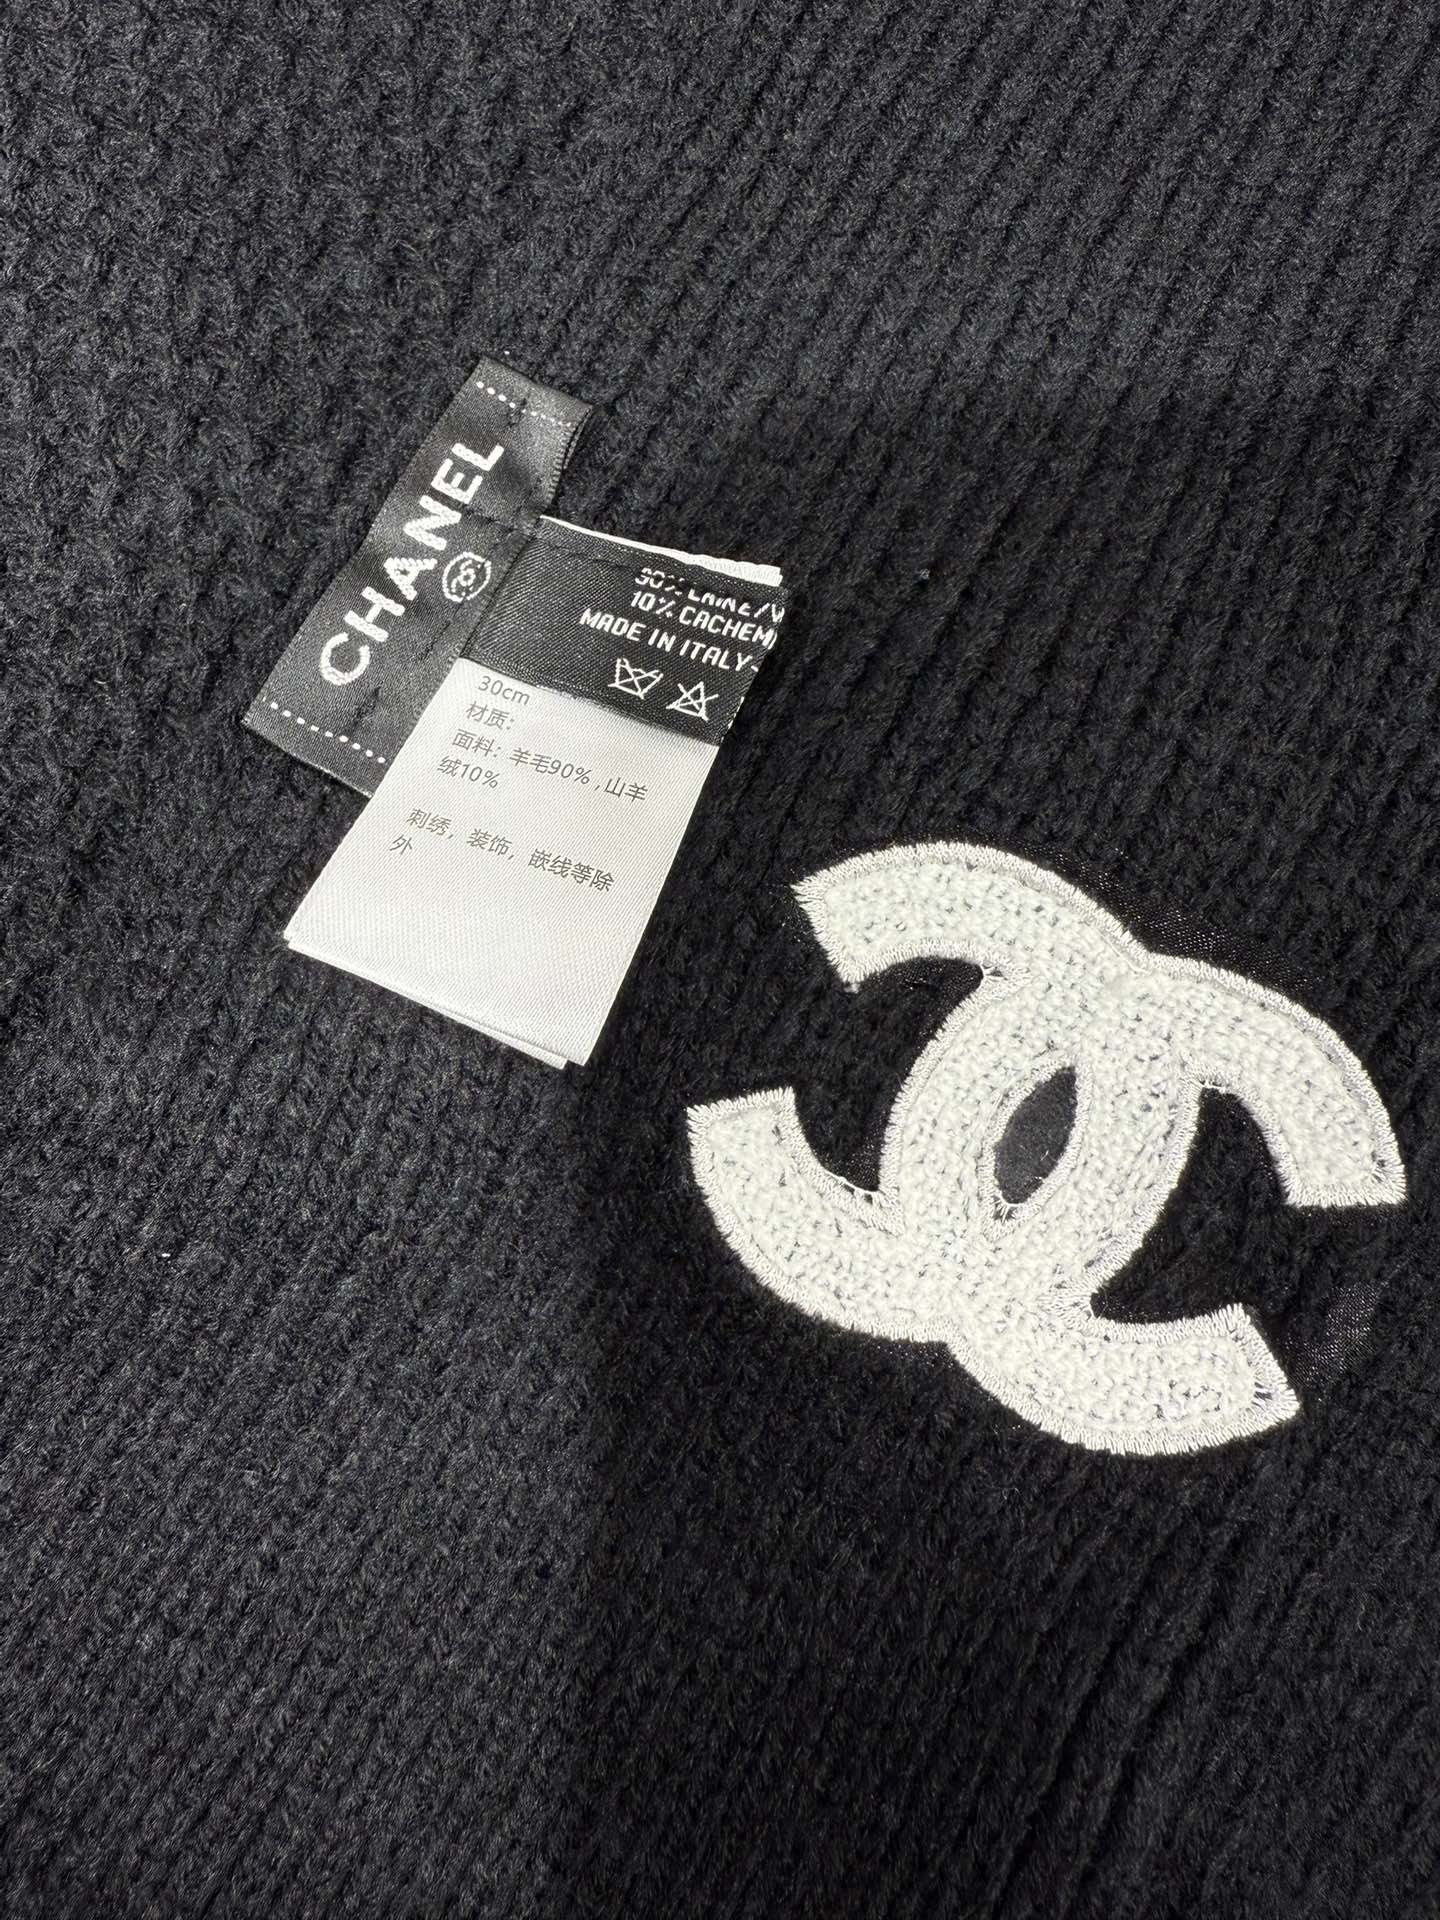 CHANEL
90% LAINE/
10% CACHEM
MADE IN ITALY-
30cm
材质:
面料: 羊毛90%,山羊
绒10%
刺绣, 装饰, 嵌线等除
外